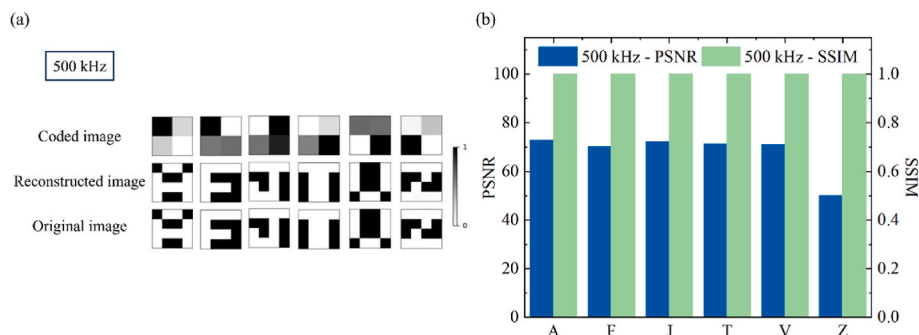 (a)
500 kHz
Coded image
Reconstructed image
Original image
1
0
(b)
500 kHz - PSNR
500 kHz - SSIM
PSNR
100
80
60
40
20
0
SSIM
1.0
0.8
0.6
0.4
0.2
0.0
A
F
J
T
V
Z